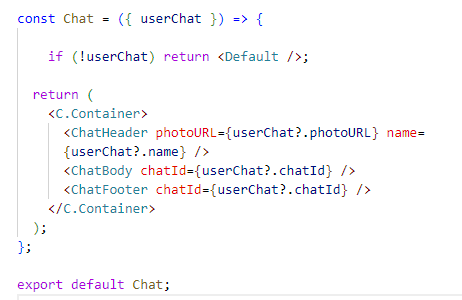 const Chat = ({ userChat }) => {
if (!userChat) return <Default />;
return (
<C.Container>
<ChatHeader photoURL={userChat?.photoURL} name=
{userChat?.name} />
<ChatBody chatId={userChat?.chatId} />
<ChatFooter chatId={userChat?.chatId} />
</C.Container>
);
};
export default Chat;